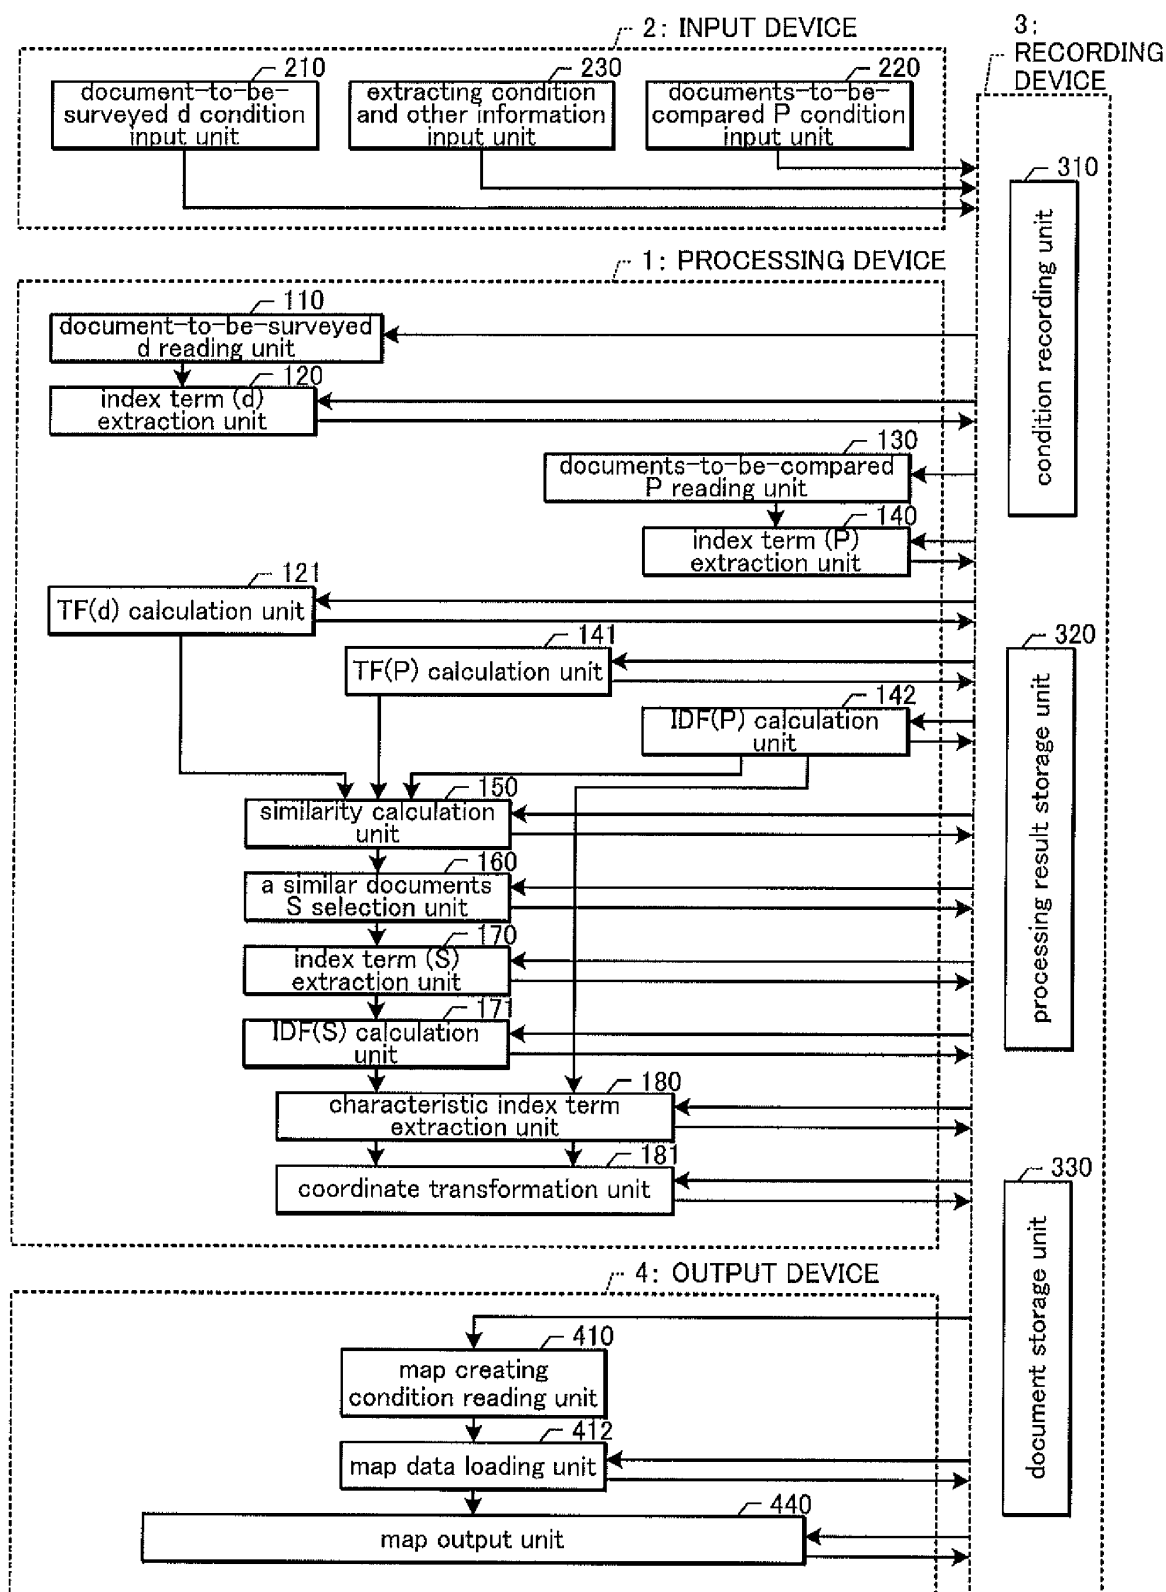 2: INPUT DEVICE
3:
RECORDING
DEVICE
210
document-to-be-
surveyed d condition
input unit
230
extracting condition
and other information
input unit
220
documents-to-be-
compared P condition
input unit
310
condition recording unit
1: PROCESSING DEVICE
110
document-to-be-surveyed
d reading unit
120
index term (d)
extraction unit
130
documents-to-be-compared
P reading unit
140
index term (P)
extraction unit
121
TF(d) calculation unit
141
TF(P) calculation unit
142
IDF(P) calculation
unit
320
processing result storage unit
150
similarity calculation
unit
160
a similar documents
S selection unit
170
index term (S)
extraction unit
171
IDF(S) calculation
unit
180
characteristic index term
extraction unit
181
coordinate transformation unit
330
document storage unit
4: OUTPUT DEVICE
410
map creating
condition reading unit
412
map data loading unit
440
map output unit